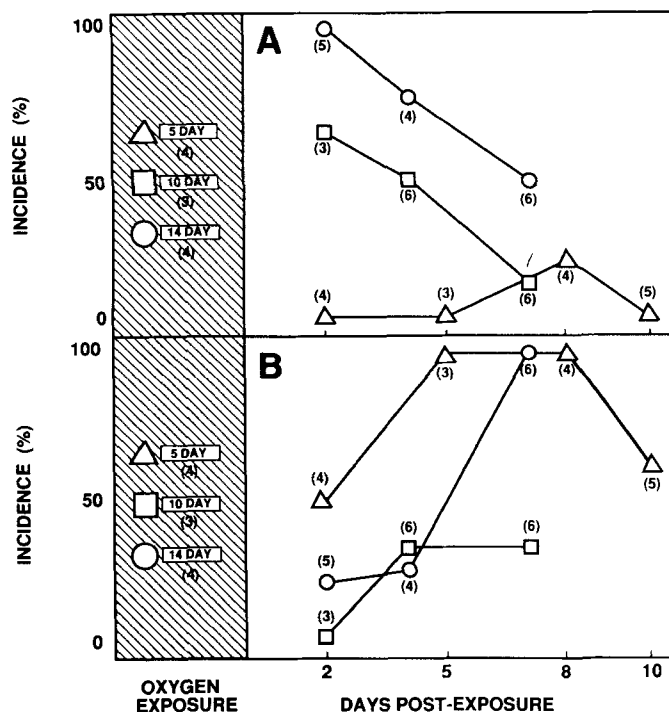 100
A
INCIDENCE (%)
50
0
5 DAY
(4)
10 DAY
(3)
14 DAY
(4)
(5)
(4)
(6)
(3)
(6)
(6)
(4)
(3)
(4)
(5)
100
B
INCIDENCE (%)
50
0
5 DAY
(4)
10 DAY
(3)
14 DAY
(4)
(4)
(3)
(6)
(4)
(5)
(6)
(6)
(5)
(4)
(3)
2
5
8
10
OXYGEN
EXPOSURE
DAYS POST-EXPOSURE